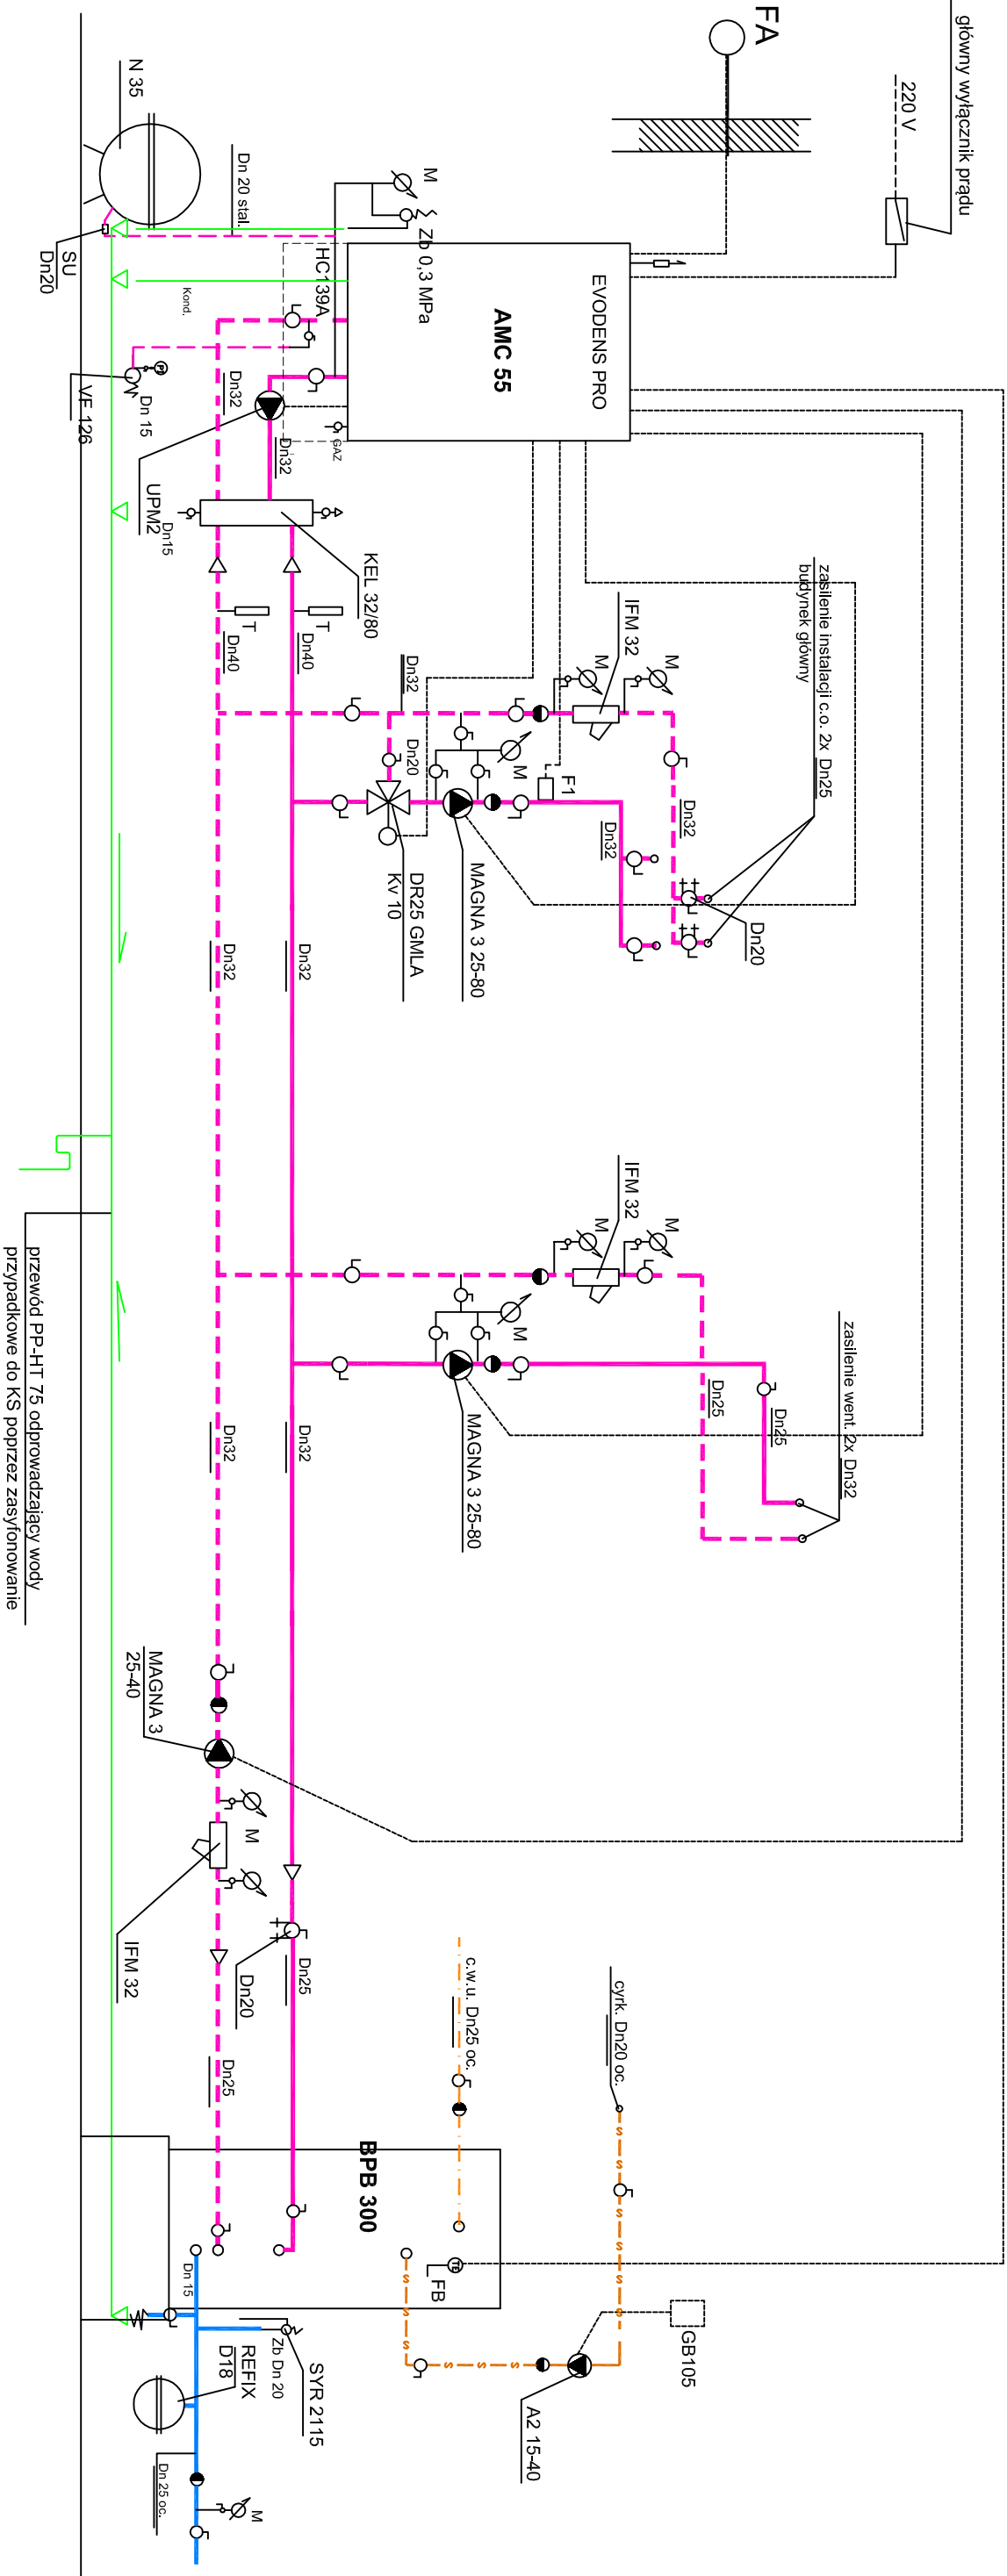 główny wyłącznik prądu
220 V
FA
N 35
Dn 20 stal.
SU
Dn20
M
Zb 0,3 MPa
HC139A
EVODENS PRO
AMC 55
Kond.
PI
Dn 15
VF 126
Dn32
Dn32
GAZ
UPM2
Dn15
KEL 32/80
T
T
Dn40
Dn40
zasilenie instalacji c.o. 2x Dn25
budynek główny
IFM 32
M
M
Dn32
Dn20
M
F1
Dn32
Dn32
Dn20
DR25 GMLA
Kv 10
MAGNA 3 25-80
Dn32
Dn32
IFM 32
M
M
M
MAGNA 3 25-80
Dn25
Dn25
zasilenie went. 2x Dn32
Dn32
Dn32
przewód PP-HT 75 odprowadzający wody
przypadkowe do KS poprzez zasyfonowanie
MAGNA 3
25-40
M
IFM 32
Dn20
Dn25
Dn25
c.w.u. Dn25 oc.
cyrk. Dn20 oc.
BPB 300
TE
FB
GB105
A2 15-40
Dn 15
Zb Dn 20
SYR 2115
REFIX
D18
Dn 25 oc.
M